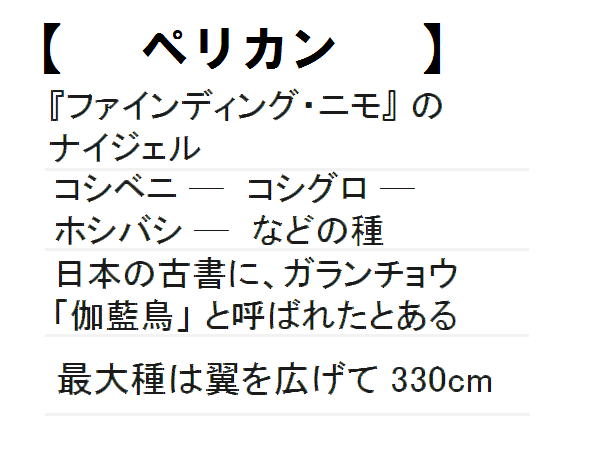 【 ペリカン 】
『ファインディング・ニモ』の
ナイジェル
コシベニ ― コシグロ ―
ホシバシ ― などの種
日本の古書に、ガランチョウ
「伽藍鳥」と呼ばれたとある
最大種は翼を広げて 330cm